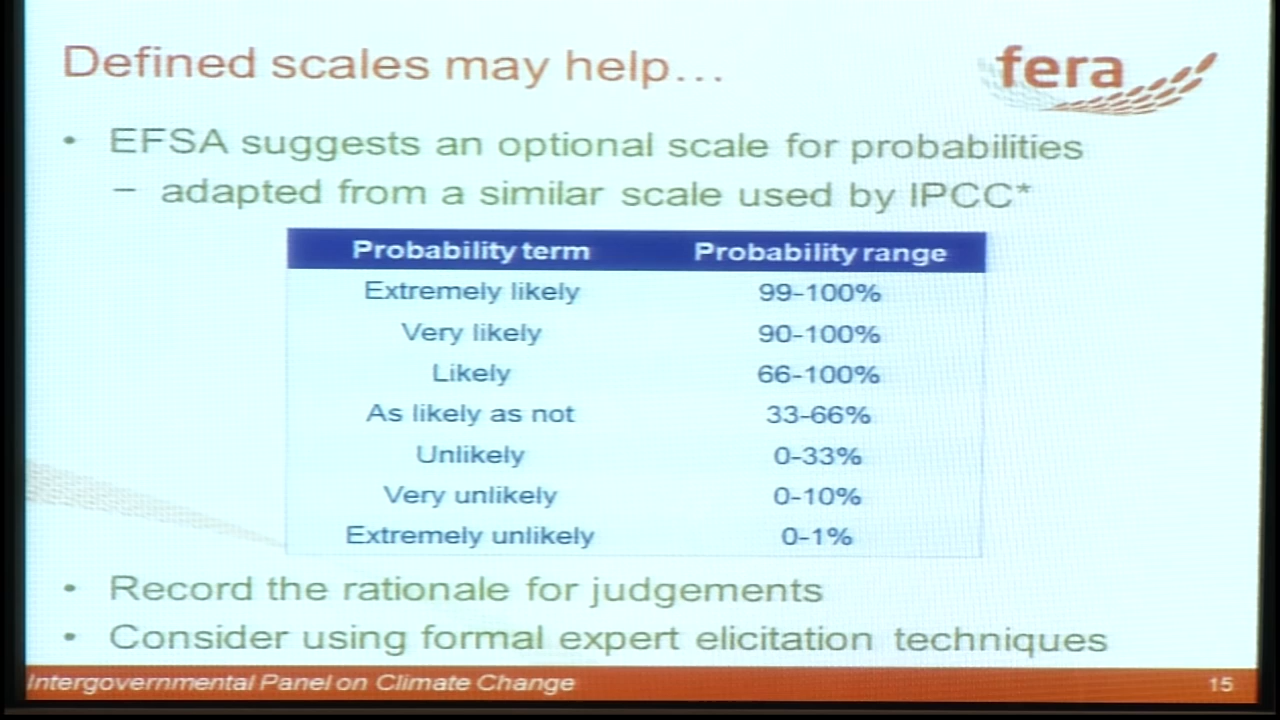 Defined scales may help...
fera
• EFSA suggests an optional scale for probabilities
– adapted from a similar scale used by IPCC*
Probability term Probability range
Extremely likely 99-100%
Very likely 90-100%
Likely 66-100%
As likely as not 33-66%
Unlikely 0-33%
Very unlikely 0-10%
Extremely unlikely 0-1%
• Record the rationale for judgements
• Consider using formal expert elicitation techniques
Intergovernmental Panel on Climate Change 15